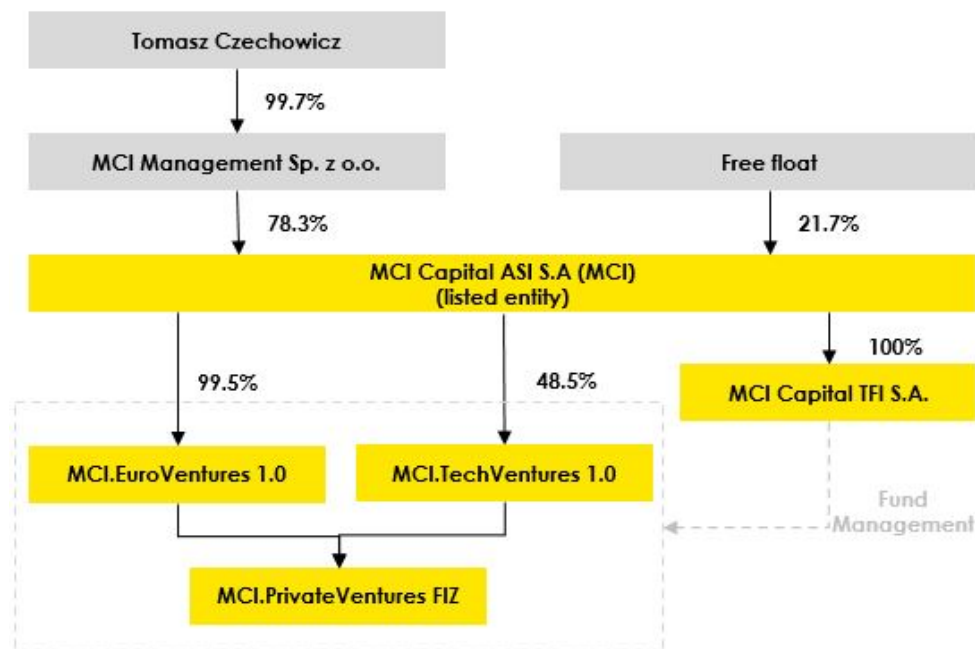 Tomasz Czechowicz
99.7%
MCI Management Sp. z o.o.
Free float
78.3%
21.7%
MCI Capital ASI S.A (MCI)
(listed entity)
99.5%
48.5%
100%
MCI Capital TFI S.A.
MCI.EuroVentures 1.0
MCI.TechVentures 1.0
Fund
Management
MCI.PrivateVentures FIZ